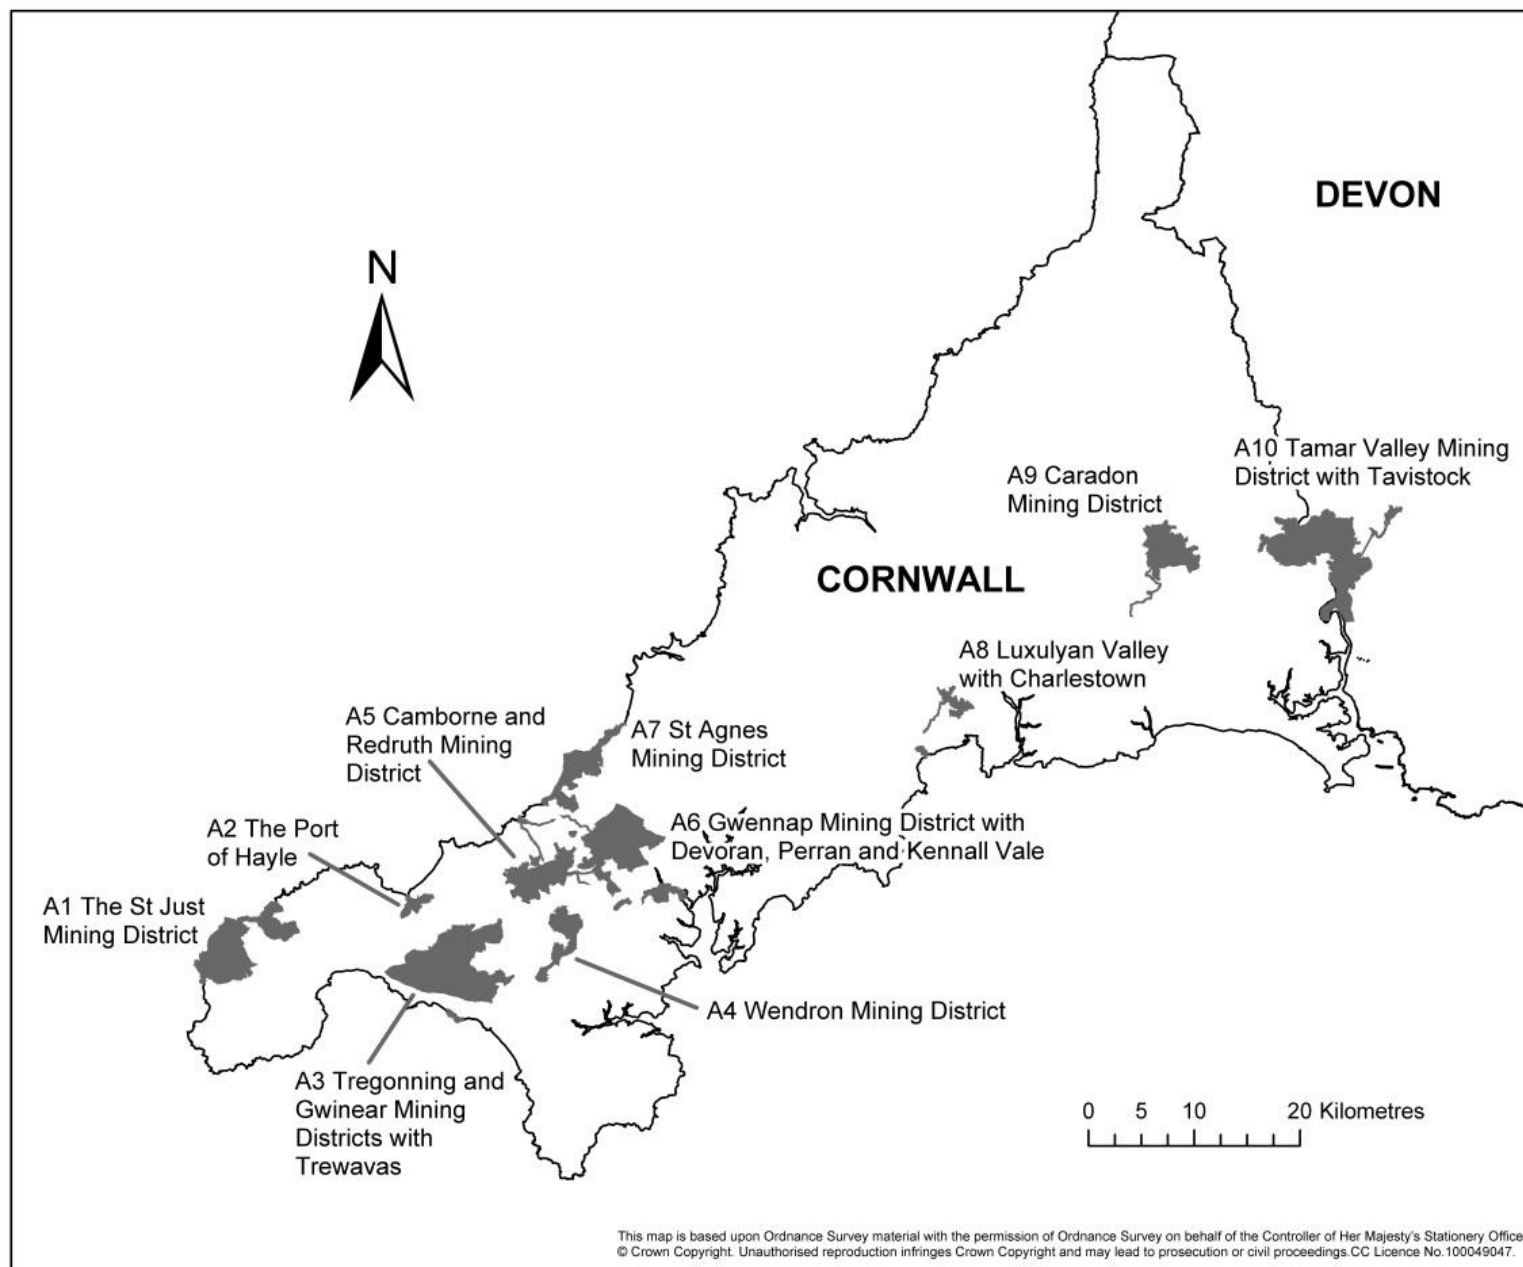 DEVON
N
A10 Tamar Valley Mining
District with Tavistock
A9 Caradon
Mining District
CORNWALL
A8 Luxulyan Valley
with Charlestown
A5 Camborne and
Redruth Mining
District
A7 St Agnes
Mining District
A2 The Port
of Hayle
A6 Gwennap Mining District with
Devoran, Perran and Kennall Vale
A1 The St Just
Mining District
A4 Wendron Mining District
A3 Tregonning and
Gwinear Mining
Districts with
Trewavas
0 5 10 20 Kilometres
This map is based upon Ordnance Survey material with the permission of Ordnance Survey on behalf of the Controller of Her Majesty's Stationery Office
© Crown Copyright. Unauthorised reproduction infringes Crown Copyright and may lead to prosecution or civil proceedings.CC Licence No.100049047.